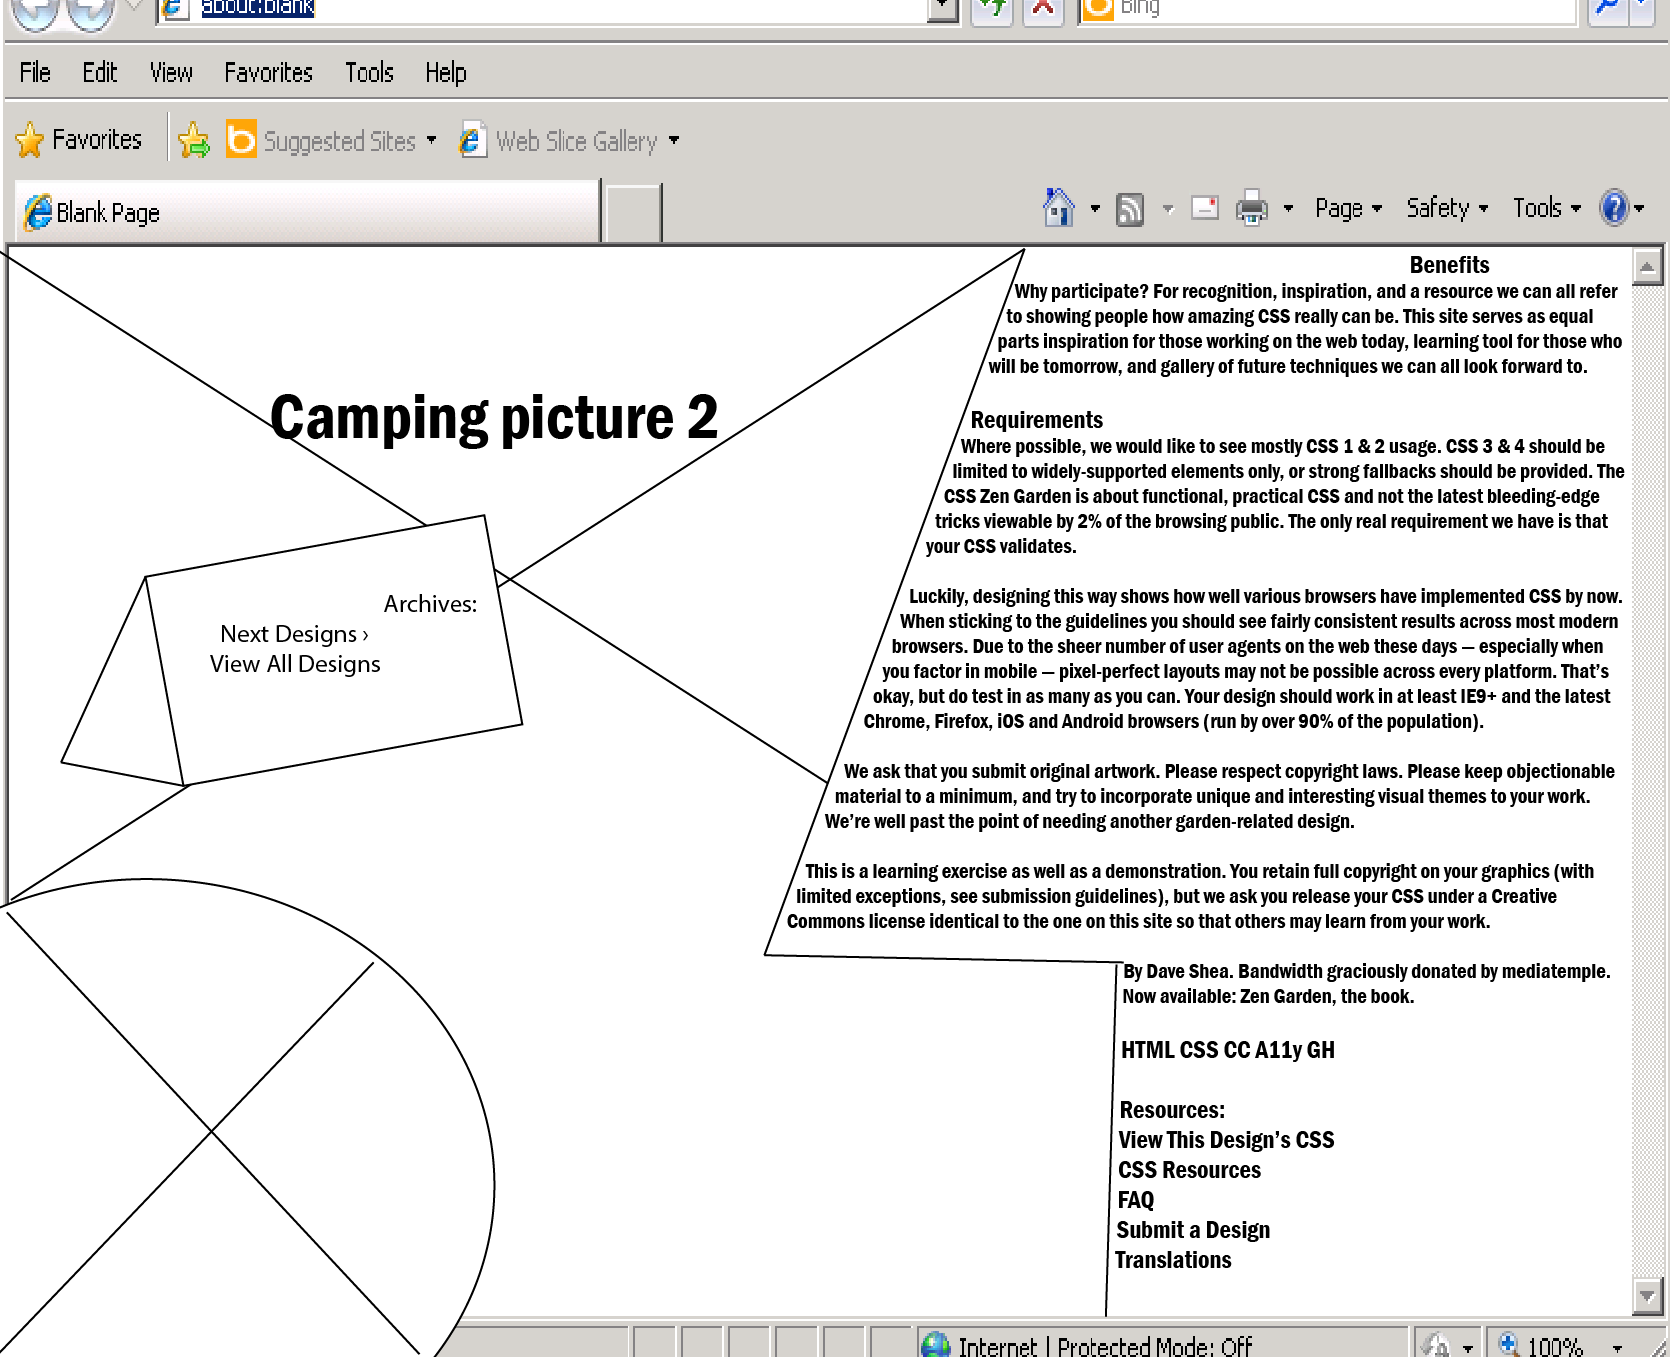 about:blank
Bing
File Edit View Favorites Tools Help
Favorites Suggested Sites Web Slice Gallery
Blank Page
Page Safety Tools
Camping picture 2
Archives:
Next Designs ›
View All Designs
Benefits
Why participate? For recognition, inspiration, and a resource we can all refer
to showing people how amazing CSS really can be. This site serves as equal
parts inspiration for those working on the web today, learning tool for those who
will be tomorrow, and gallery of future techniques we can all look forward to.
Requirements
Where possible, we would like to see mostly CSS 1 & 2 usage. CSS 3 & 4 should be
limited to widely-supported elements only, or strong fallbacks should be provided. The
CSS Zen Garden is about functional, practical CSS and not the latest bleeding-edge
tricks viewable by 2% of the browsing public. The only real requirement we have is that
your CSS validates.
Luckily, designing this way shows how well various browsers have implemented CSS by now.
When sticking to the guidelines you should see fairly consistent results across most modern
browsers. Due to the sheer number of user agents on the web these days — especially when
you factor in mobile — pixel-perfect layouts may not be possible across every platform. That’s
okay, but do test in as many as you can. Your design should work in at least IE9+ and the latest
Chrome, Firefox, iOS and Android browsers (run by over 90% of the population).
We ask that you submit original artwork. Please respect copyright laws. Please keep objectionable
material to a minimum, and try to incorporate unique and interesting visual themes to your work.
We’re well past the point of needing another garden-related design.
This is a learning exercise as well as a demonstration. You retain full copyright on your graphics (with
limited exceptions, see submission guidelines), but we ask you release your CSS under a Creative
Commons license identical to the one on this site so that others may learn from your work.
By Dave Shea. Bandwidth graciously donated by mediatemple.
Now available: Zen Garden, the book.
HTML CSS CC A11y GH
Resources:
View This Design’s CSS
CSS Resources
FAQ
Submit a Design
Translations
Internet | Protected Mode: Off
100%